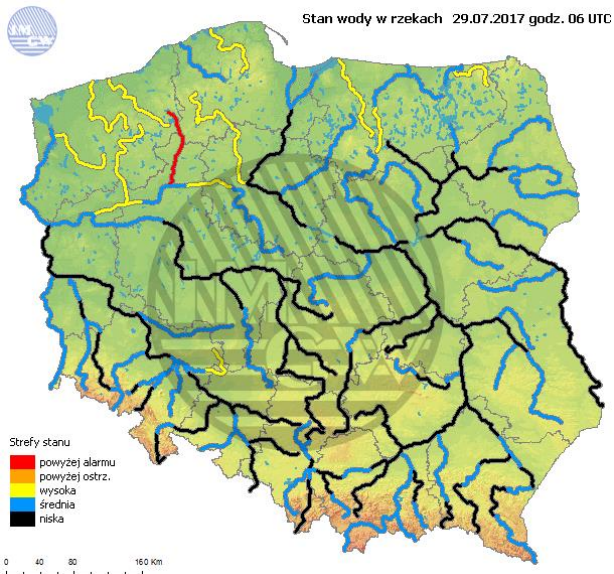 Stan wody w rzekach 29.07.2017 godz. 06 UTC
Strefy stanu
powyżej alarmu
powyżej ostrz.
wysoka
średnia
niska
0 40 80 160 Km